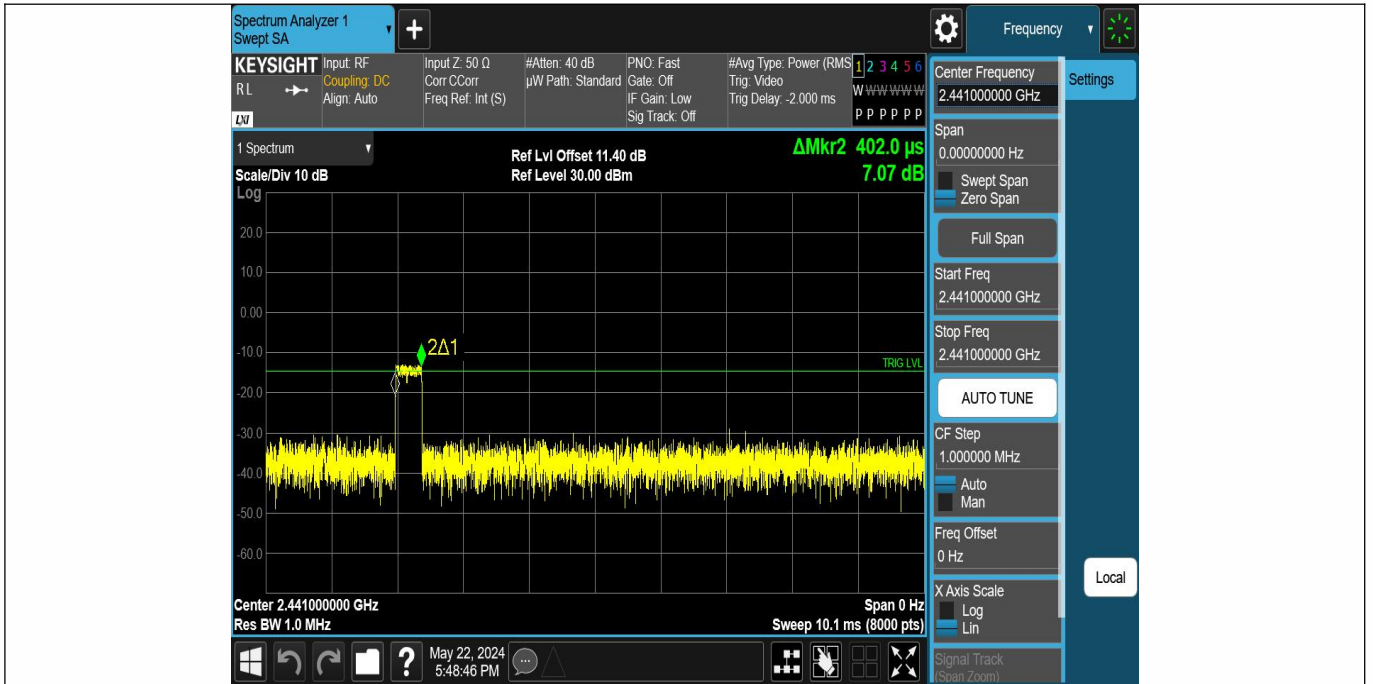 Spectrum Analyzer 1
Swept SA
+
Frequency
KEYSIGHT
RL
LXI
Input: RF
Coupling: DC
Align: Auto
Input Z: 50 Ω
Corr CCorr
Freq Ref: Int (S)
#Atten: 40 dB
µW Path: Standard
PNO: Fast
Gate: Off
IF Gain: Low
Sig Track: Off
#Avg Type: Power (RMS
Trig: Video
Trig Delay: -2.000 ms
1 2 3 4 5 6
W W W W W W
P P P P P P
1 Spectrum
Scale/Div 10 dB
Log
Ref Lvl Offset 11.40 dB
Ref Level 30.00 dBm
ΔMkr2 402.0 µs
7.07 dB
20.0
10.0
0.00
-10.0
-20.0
-30.0
-40.0
-50.0
-60.0
2Δ1
TRIG LVL
Center 2.441000000 GHz
Res BW 1.0 MHz
Span 0 Hz
Sweep 10.1 ms (8000 pts)
?
May 22, 2024
5:48:46 PM
Center Frequency
2.441000000 GHz
Settings
Span
0.00000000 Hz
Swept Span
Zero Span
Full Span
Start Freq
2.441000000 GHz
Stop Freq
2.441000000 GHz
AUTO TUNE
CF Step
1.000000 MHz
Auto
Man
Freq Offset
0 Hz
Local
X Axis Scale
Log
Lin
Signal Track
(Span Zoom)